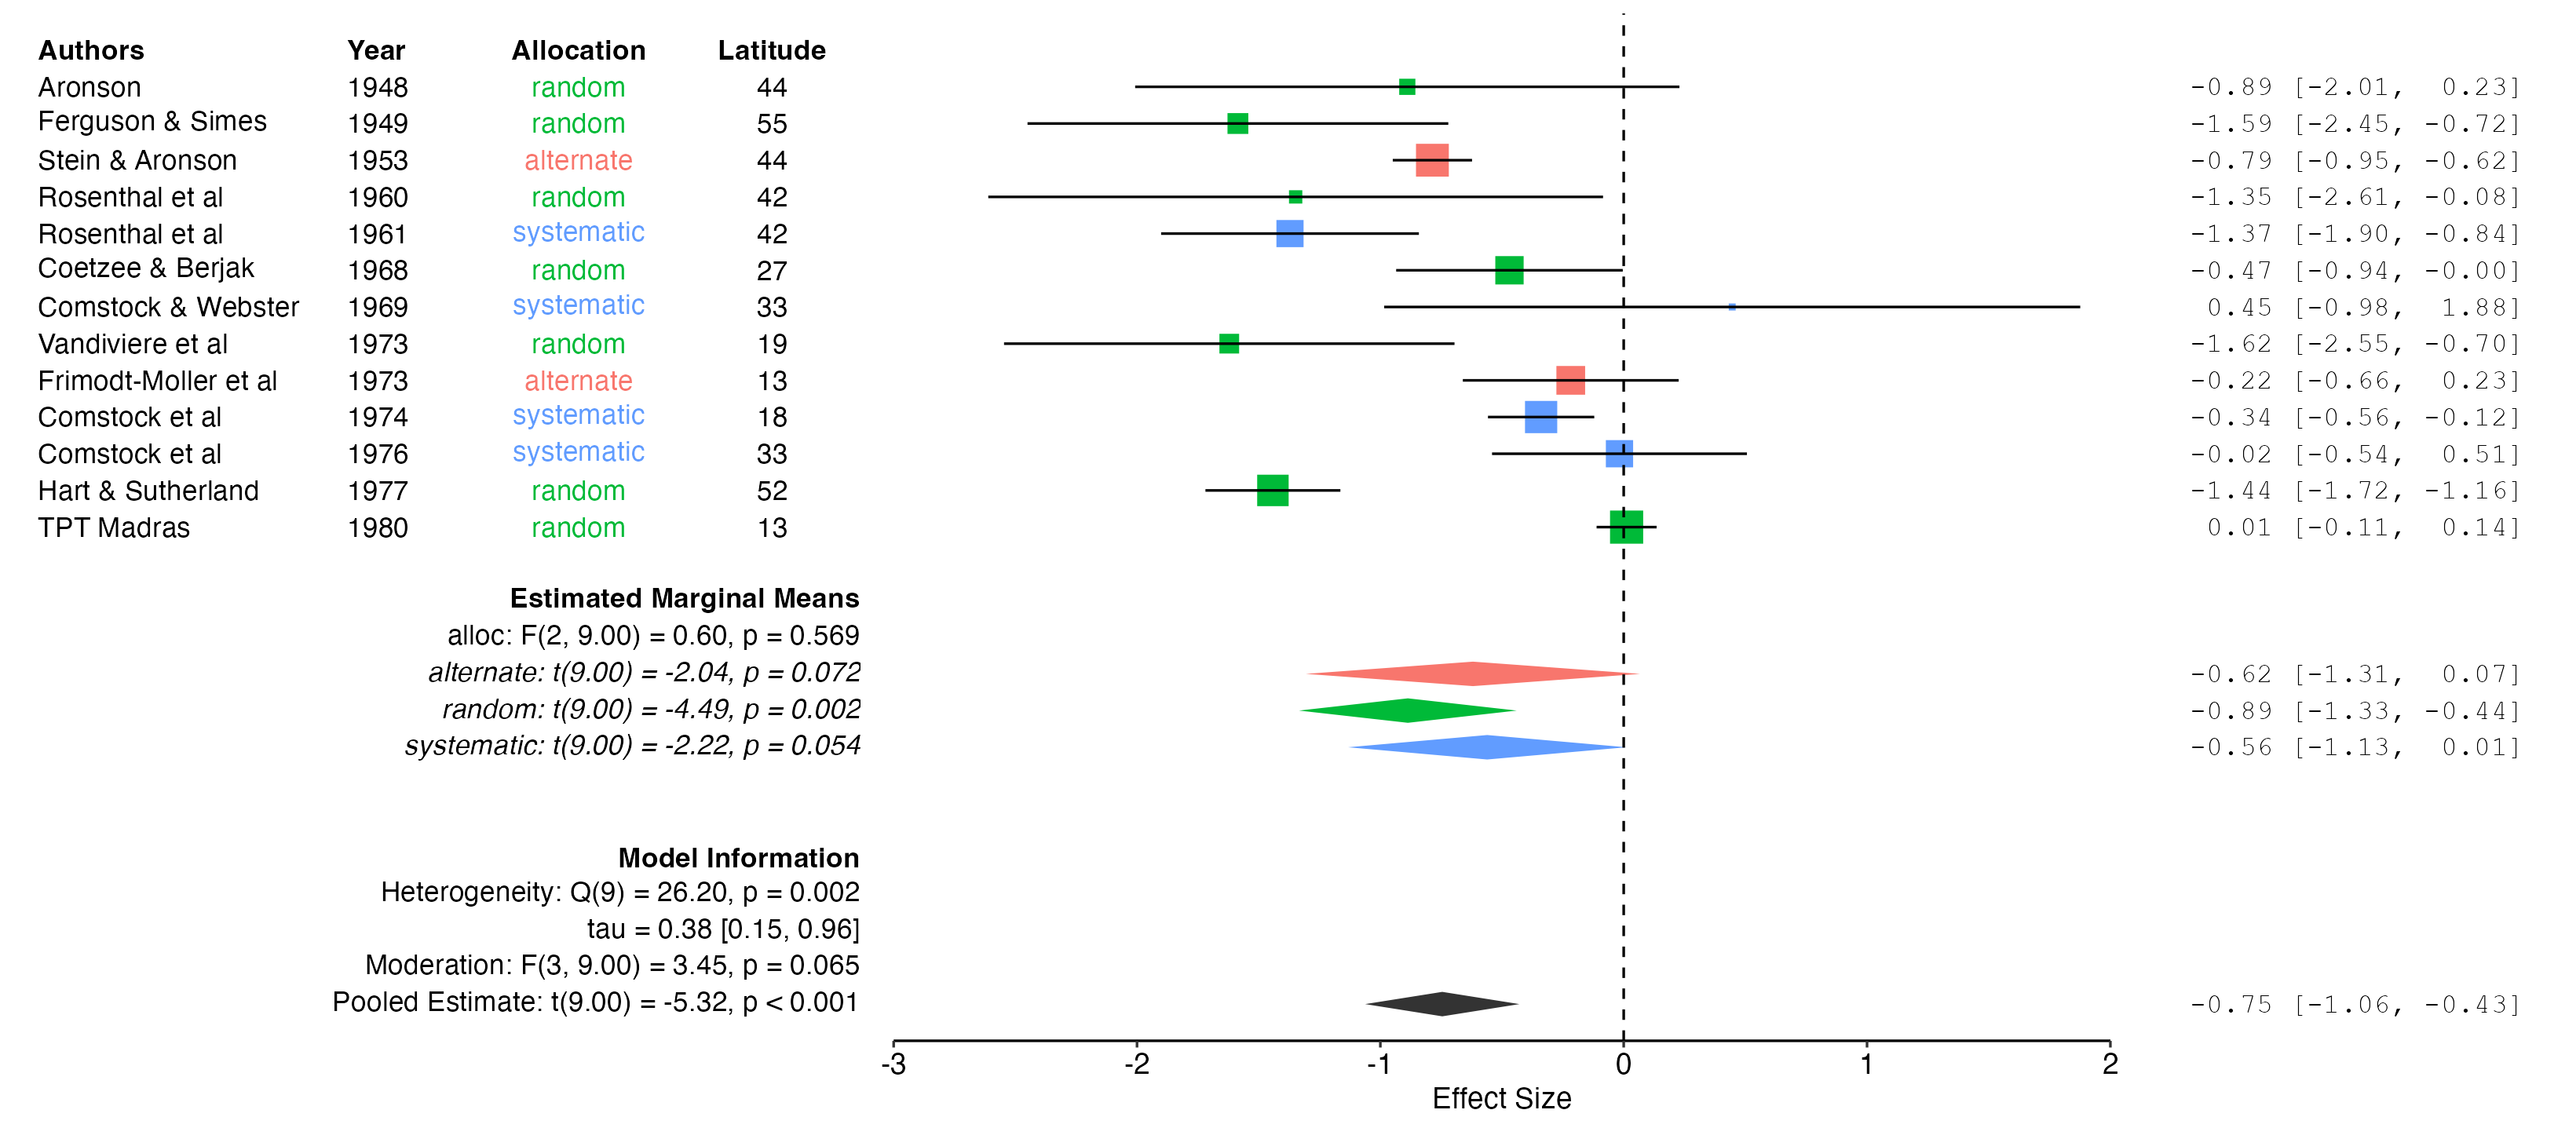 Authors Year Allocation Latitude
Aronson 1948 random 44 -0.89 [-2.01, 0.23]
Ferguson & Simes 1949 random 55 -1.59 [-2.45, -0.72]
Stein & Aronson 1953 alternate 44 -0.79 [-0.95, -0.62]
Rosenthal et al 1960 random 42 -1.35 [-2.61, -0.08]
Rosenthal et al 1961 systematic 42 -1.37 [-1.90, -0.84]
Coetzee & Berjak 1968 random 27 -0.47 [-0.94, -0.00]
Comstock & Webster 1969 systematic 33 0.45 [-0.98, 1.88]
Vandiviere et al 1973 random 19 -1.62 [-2.55, -0.70]
Frimodt-Moller et al 1973 alternate 13 -0.22 [-0.66, 0.23]
Comstock et al 1974 systematic 18 -0.34 [-0.56, -0.12]
Comstock et al 1976 systematic 33 -0.02 [-0.54, 0.51]
Hart & Sutherland 1977 random 52 -1.44 [-1.72, -1.16]
TPT Madras 1980 random 13 0.01 [-0.11, 0.14]
Estimated Marginal Means
alloc: F(2, 9.00) = 0.60, p = 0.569
alternate: t(9.00) = -2.04, p = 0.072 -0.62 [-1.31, 0.07]
random: t(9.00) = -4.49, p = 0.002 -0.89 [-1.33, -0.44]
systematic: t(9.00) = -2.22, p = 0.054 -0.56 [-1.13, 0.01]
Model Information
Heterogeneity: Q(9) = 26.20, p = 0.002
tau = 0.38 [0.15, 0.96]
Moderation: F(3, 9.00) = 3.45, p = 0.065
Pooled Estimate: t(9.00) = -5.32, p < 0.001 -0.75 [-1.06, -0.43]
-3 -2 -1 0 1 2
Effect Size